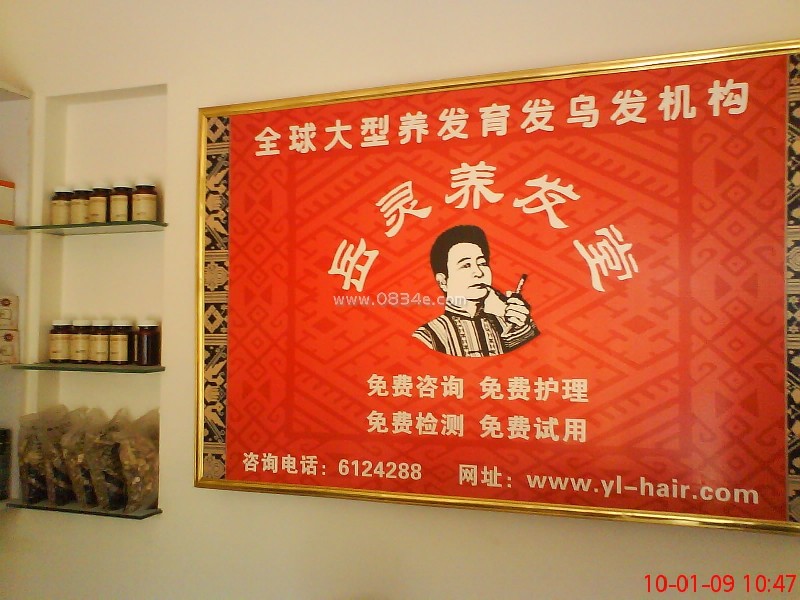 全球大型养发育发乌发机构
岳灵养发堂
www.0834e.com
免费咨询 免费护理
免费检测 免费试用
咨询电话：6124288 网址：www.yl-hair.com
10-01-09 10:47